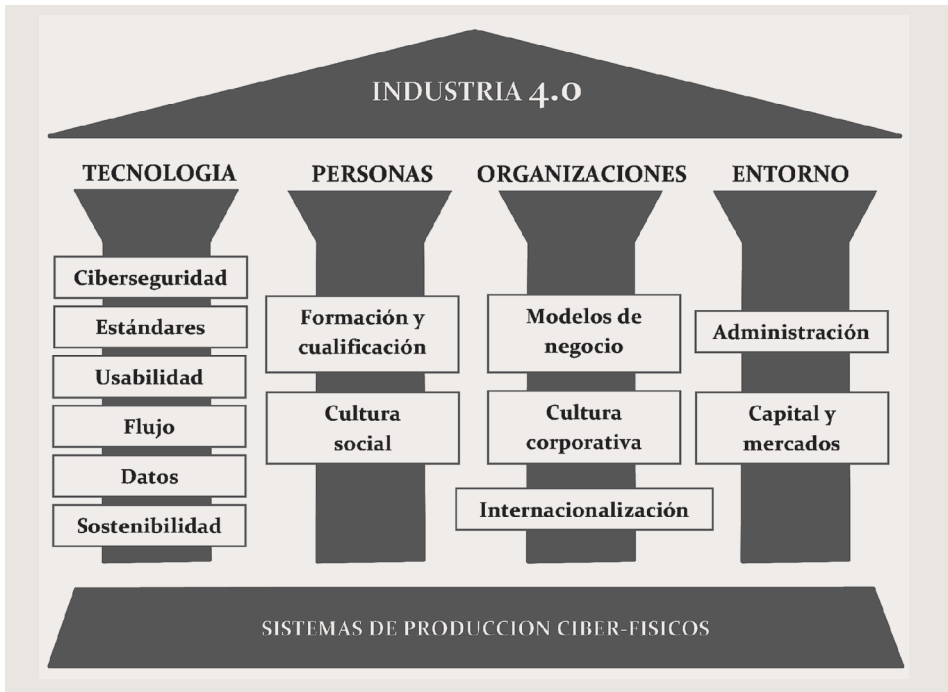 INDUSTRIA 4.0
TECNOLOGIA
Ciberseguridad
Estándares
Usabilidad
Flujo
Datos
Sostenibilidad
PERSONAS
Formación y
cualificación
Cultura
social
ORGANIZACIONES
Modelos de
negocio
Cultura
corporativa
Internacionalización
ENTORNO
Administración
Capital y
mercados
SISTEMAS DE PRODUCCION CIBER-FISICOS